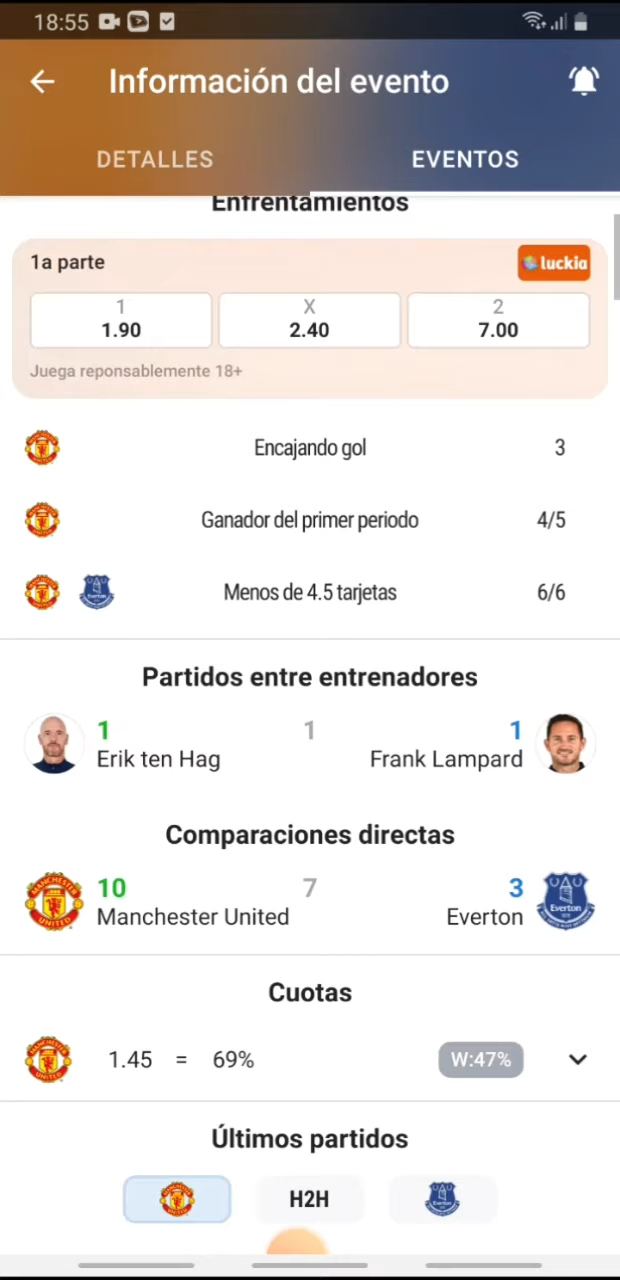 18:55
Información del evento
DETALLES EVENTOS
Enfrentamientos
1a parte luckia
1 X 2
1.90 2.40 7.00
Juega reponsablemente 18+
Encajando gol 3
Ganador del primer periodo 4/5
Menos de 4.5 tarjetas 6/6
Partidos entre entrenadores
1 1 1
Erik ten Hag Frank Lampard
Comparaciones directas
10 7 3
Manchester United Everton
Cuotas
1.45 = 69% W:47%
Últimos partidos
H2H